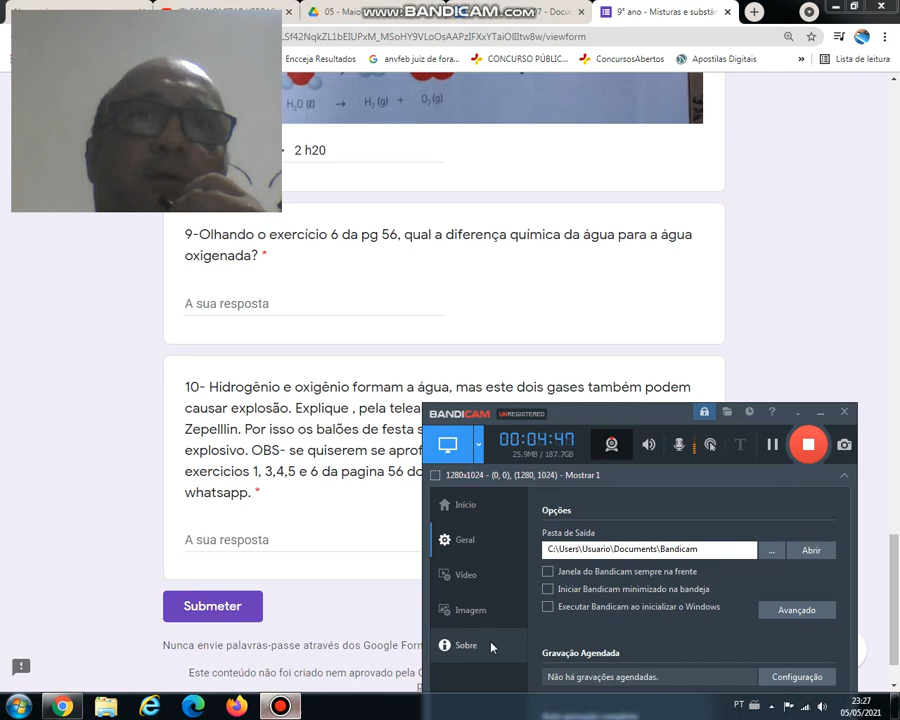 WWW.BANDICAM.COM
05 - Maio
07 - Docu
9º ano - Misturas e substân
Sf42NqkZL1bEIUPxM_MSoHY9VLoOsAAPzIFXxYTaiOlIItw8w/viewform
Encceja Resultados
anvfeb juiz de fora...
CONCURSO PÚBLIC...
ConcursosAbertos
Apostilas Digitais
»
Lista de leitura
H₂O (ℓ) → H₂ (g) + O₂ (g)
2 h20
9-Olhando o exercício 6 da pg 56, qual a diferença química da água para a água
oxigenada? *
A sua resposta
10- Hidrogênio e oxigênio formam a água, mas este dois gases também podem
causar explosão. Explique , pela telea
Zepelllin. Por isso os balões de festa s
explosivo. OBS- se quiserem se aprof
exercicios 1, 3,4,5 e 6 da pagina 56 do
whatsapp. *
A sua resposta
Submeter
Nunca envie palavras-passe através dos Google Form
Este conteúdo não foi criado nem aprovado pela
BANDICAM UNREGISTERED
00:04:47
25.9MB / 187.7GB
1280x1024 - (0, 0), (1280, 1024) - Mostrar 1
Início
Geral
Vídeo
Imagem
Sobre
Opções
Pasta de Saída
C:\Users\Usuario\Documents\Bandicam
...
Abrir
Janela do Bandicam sempre na frente
Iniciar Bandicam minimizado na bandeja
Executar Bandicam ao inicializar o Windows
Avançado
Gravação Agendada
Não há gravações agendadas.
Configuração
PT
23:27
05/05/2021